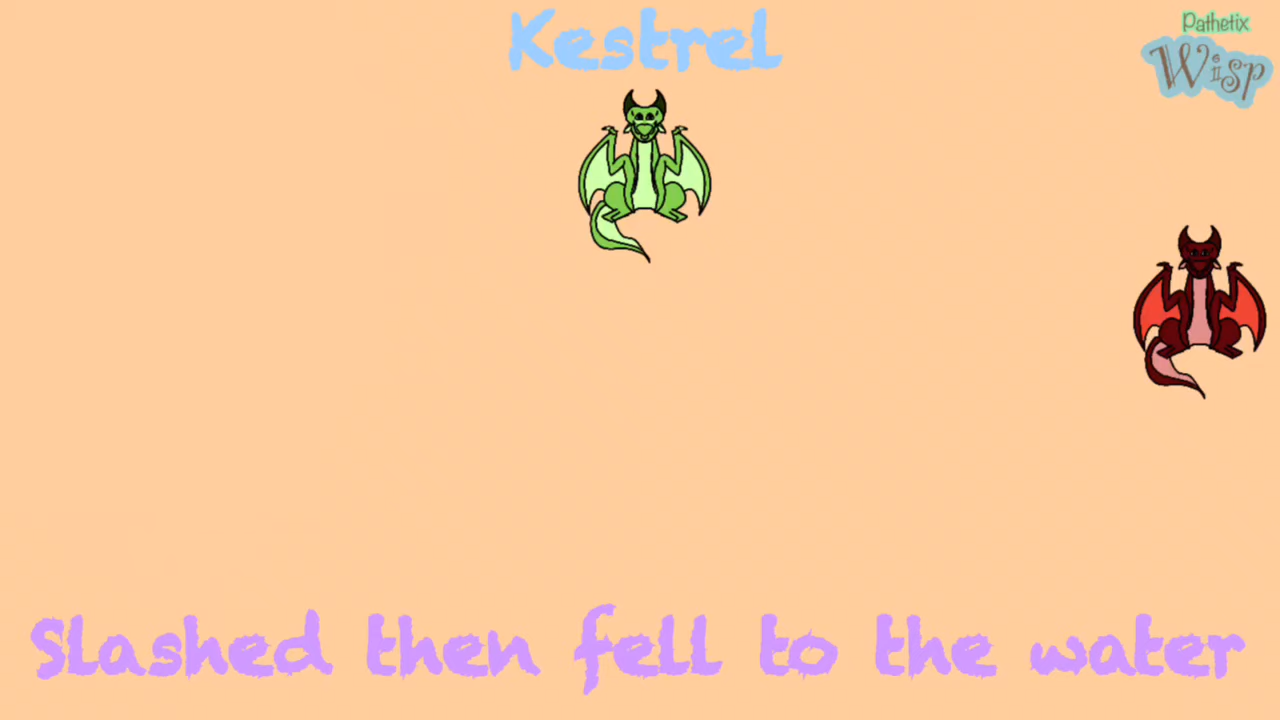 Kestrel
Pathetix
Wisp
Slashed then fell to the water